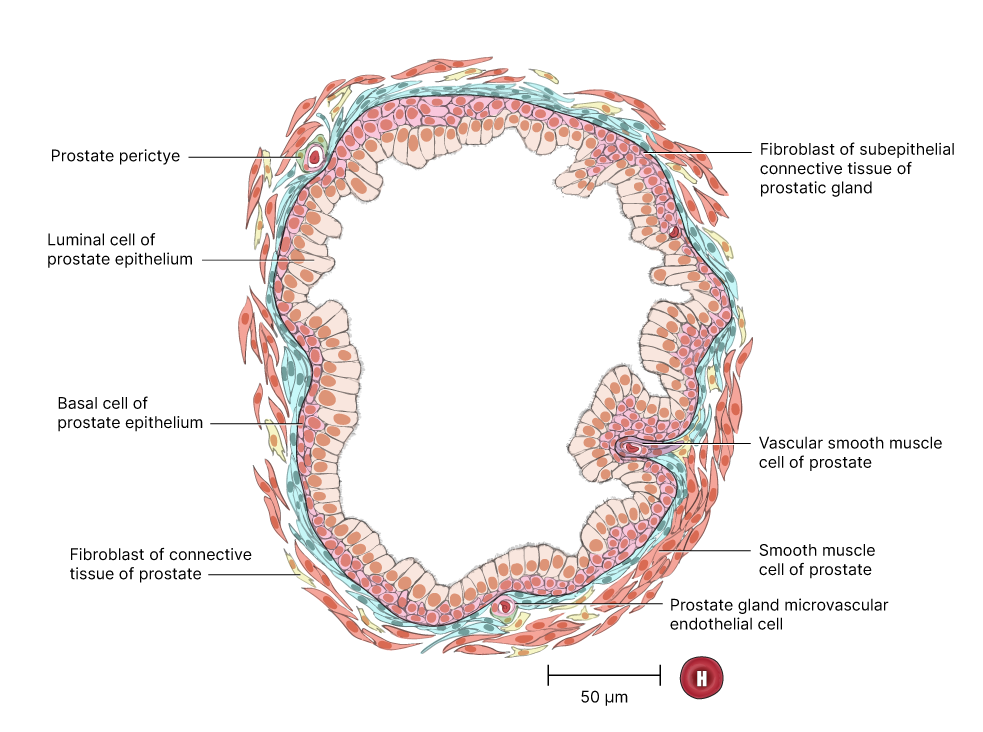 Prostate perictye
Fibroblast of subepithelial
connective tissue of
prostatic gland
Luminal cell of
prostate epithelium
Basal cell of
prostate epithelium
Vascular smooth muscle
cell of prostate
Fibroblast of connective
tissue of prostate
Smooth muscle
cell of prostate
Prostate gland microvascular
endothelial cell
50 µm
H